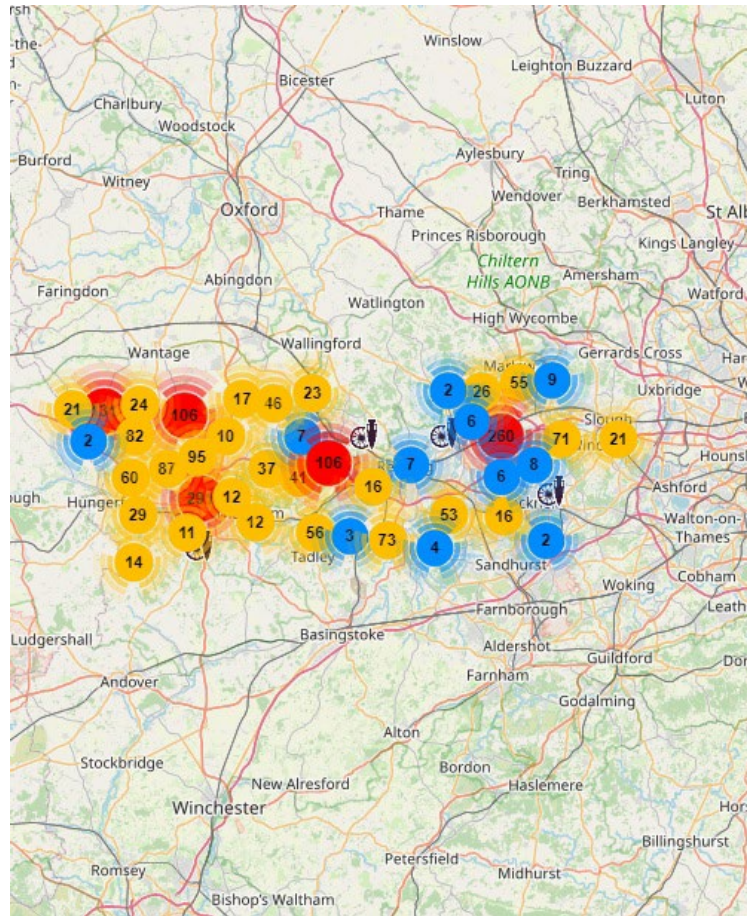 Winslow
Leighton Buzzard
Bicester
Luton
Charlbury
Woodstock
Aylesbury
Tring
Burford
Witney
Wendover
Berkhamsted
Oxford
Thame
St Alb
Princes Risborough
Kings Langley
Chiltern
Hills AONB
Amersham
Abingdon
Watford
Faringdon
Watlington
High Wycombe
Wallingford
Gerrards Cross
Wantage
Marlow
Uxbridge
21
24
106
17
46
23
2
26
55
9
Slough
2
82
10
7
6
260
71
21
60
87
95
37
41
106
7
6
8
Hounslow
Ashford
16
29
12
12
53
16
Walton-on-
Thames
11
56
3
73
4
2
14
Tadley
Sandhurst
Cobham
Woking
Leath
Farnborough
Ludgershall
Basingstoke
Aldershot
Guildford
Farnham
Andover
Godalming
Alton
Stockbridge
Bordon
New Alresford
Haslemere
Winchester
Hors
Billingshurst
Petersfield
Midhurst
Romsey
Bishop's Waltham